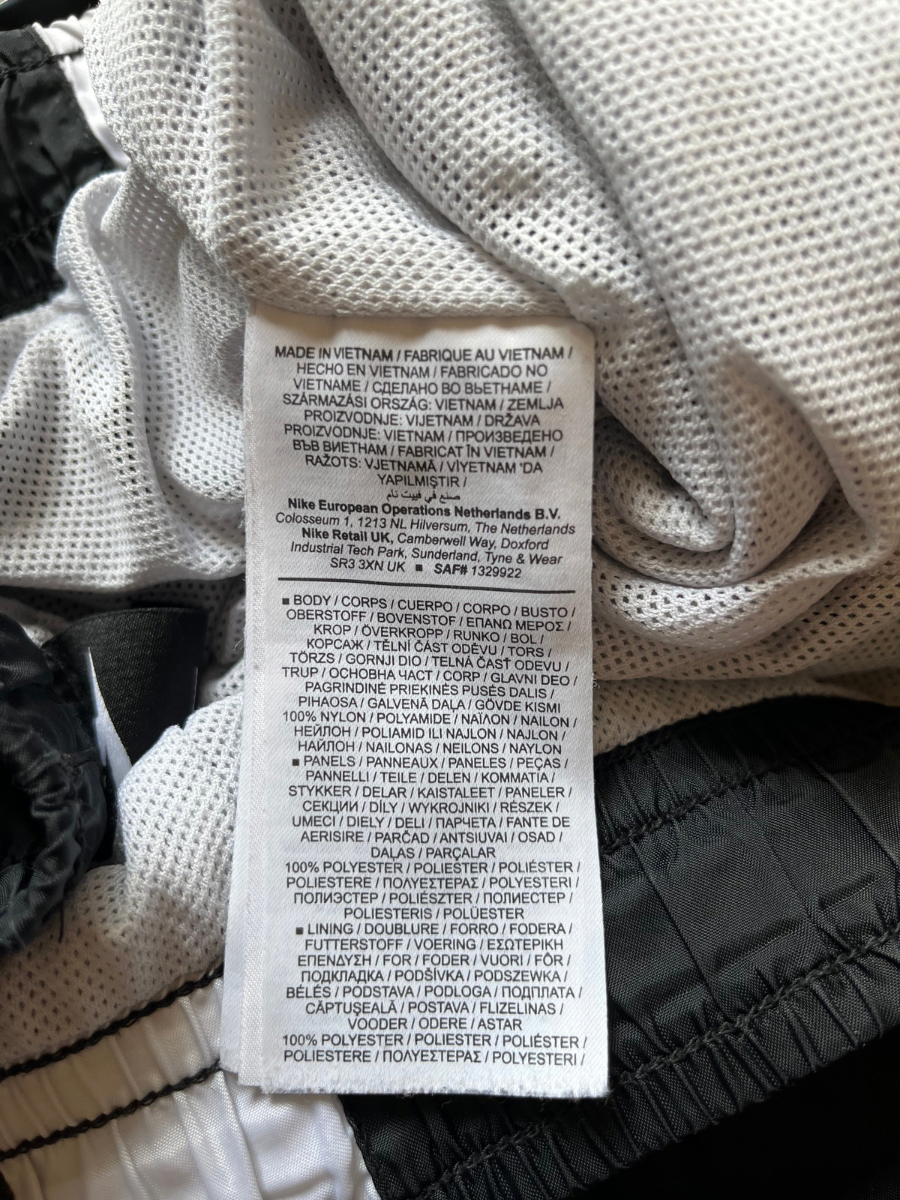 MADE IN VIETNAM / FABRIQUE AU VIETNAM /
HECHO EN VIETNAM / FABRICADO NO
VIETNAME / СДЕЛАНО ВО ВЬЕТНАМЕ /
SZÁRMAZÁSI ORSZÁG: VIETNAM / ZEMLJA
PROIZVODNJE: VIJETNAM / DRŽAVA
PROIZVODNJE: VIETNAM / ПРОИЗВЕДЕНО
ВЪВ ВИЕТНАМ / FABRICAT ÎN VIETNAM /
RAŽOTS: VJETNAMĀ / VİYETNAM 'DA
YAPILMIŞTIR /
صنع في فييت نام
Nike European Operations Netherlands B.V.
Colosseum 1, 1213 NL Hilversum, The Netherlands
Nike Retail UK, Camberwell Way, Doxford
Industrial Tech Park, Sunderland, Tyne & Wear
SR3 3XN UK ■ SAF# 1329922
■ BODY / CORPS / CUERPO / CORPO / BUSTO /
OBERSTOFF / BOVENSTOF / ΕΠΑΝΩ ΜΕΡΟΣ /
KROP / ÖVERKROPP / RUNKO / BOL /
КОРСАЖ / TĚLNÍ ČÁST ODĚVU / TORS /
TÖRZS / GORNJI DIO / TELNÁ ČASŤ ODEVU /
TRUP / ОСНОВНА ЧАСТ / CORP / GLAVNI DEO /
PAGRINDINĖ PRIEKINĖS PUSĖS DALIS /
PIHAOSA / GALVENĀ DAĻA / GÖVDE KISMI
100% NYLON / POLYAMIDE / ΝΑΪΛΟΝ / NAILON /
НЕЙЛОН / POLIAMID ILI NAJLON / NAJLON /
НАЙЛОН / NAILONAS / NEILONS / NAYLON
■ PANELS / PANNEAUX / PANELES / PEÇAS /
PANNELLI / TEILE / DELEN / ΚΟΜΜΑΤΙΑ /
STYKKER / DELAR / KAISTALEET / PANELER /
СЕКЦИИ / DÍLY / WYKROJNIKI / RÉSZEK /
UMECI / DIELY / DELI / ПАРЧЕТА / FANTE DE
AERISIRE / PARČAD / ANTSIUVAI / OSAD /
DAĻAS / PARÇALAR
100% POLYESTER / POLIESTER / POLIÉSTER /
POLIESTERE / ΠΟΛΥΕΣΤΕΡΑΣ / POLYESTERI /
ПОЛИЭСТЕР / POLIÉSZTER / ПОЛИЕСТЕР /
POLIESTERIS / POLÜESTER
■ LINING / DOUBLURE / FORRO / FODERA /
FUTTERSTOFF / VOERING / ΕΣΩΤΕΡΙΚΗ
ΕΠΕΝΔΥΣΗ / FOR / FODER / VUORI / FÔR /
ПОДКЛАДКА / PODŠÍVKA / PODSZEWKA /
BÉLÉS / PODSTAVA / PODLOGA / ПОДПЛАТА /
CĂPTUŞEALĂ / POSTAVA / FLIZELINAS /
VOODER / ODERE / ASTAR
100% POLYESTER / POLIESTER / POLIÉSTER /
POLIESTERE / ΠΟΛΥΕΣΤΕΡΑΣ / POLYESTERI /